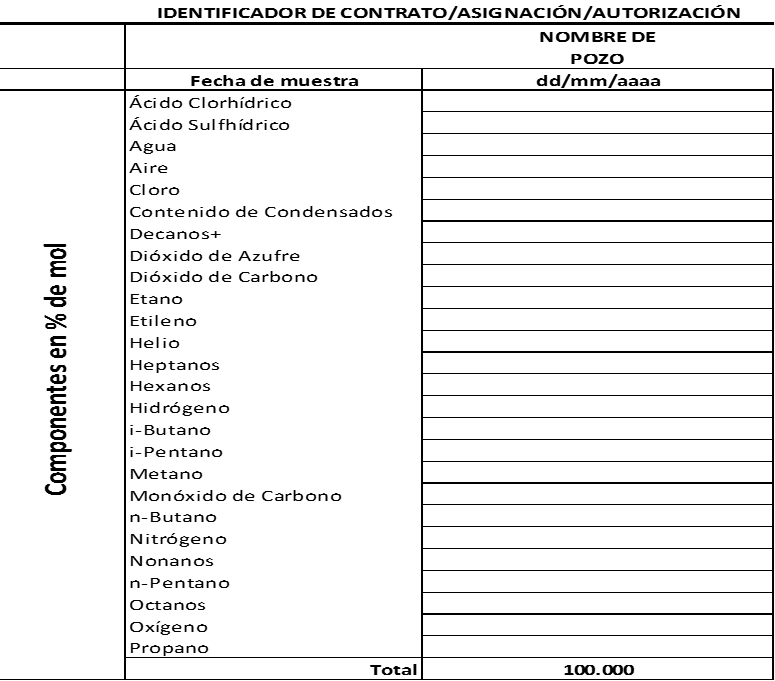 IDENTIFICADOR DE CONTRATO/ASIGNACIÓN/AUTORIZACIÓN
NOMBRE DE
POZO
Fecha de muestra dd/mm/aaaa
Componentes en % de mol
Ácido Clorhídrico
Ácido Sulfhídrico
Agua
Aire
Cloro
Contenido de Condensados
Decanos+
Dióxido de Azufre
Dióxido de Carbono
Etano
Etileno
Helio
Heptanos
Hexanos
Hidrógeno
i-Butano
i-Pentano
Metano
Monóxido de Carbono
n-Butano
Nitrógeno
Nonanos
n-Pentano
Octanos
Oxígeno
Propano
Total 100.000